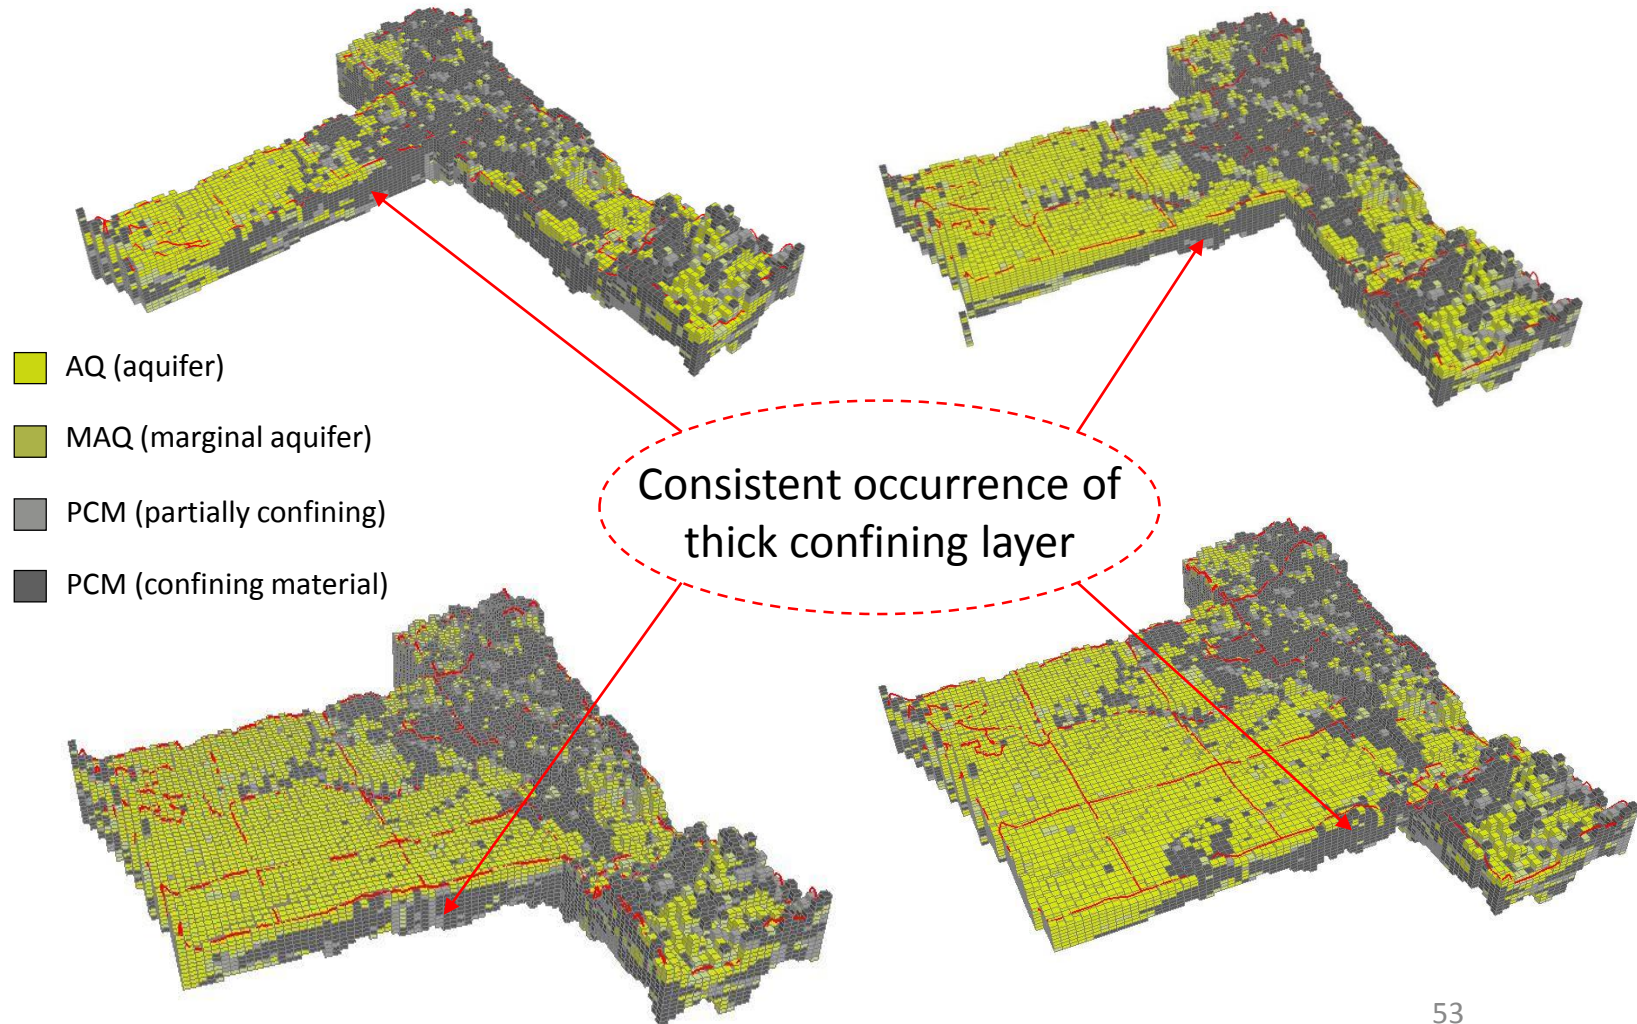 AQ (aquifer)
MAQ (marginal aquifer)
PCM (partially confining)
PCM (confining material)
Consistent occurrence of
thick confining layer
53